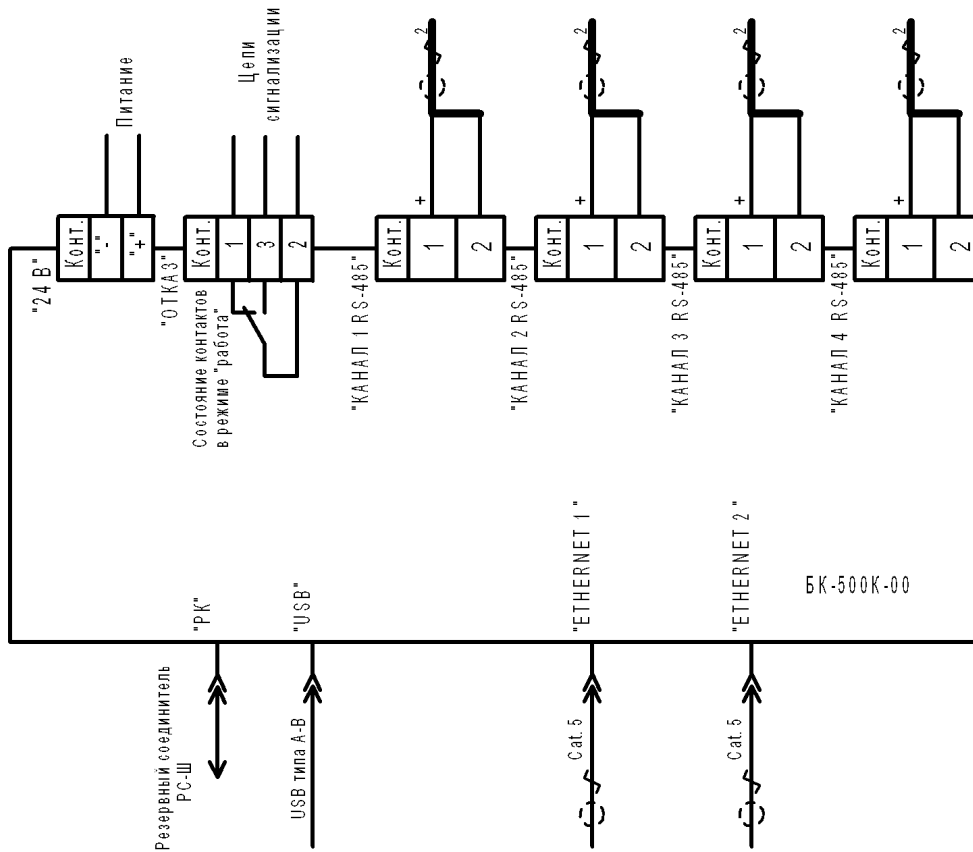 "24 В"
Конт.
"-"
"+"
Питание
"ОТКАЗ"
Конт.
1
3
2
Цепи
сигнализации
Состояние контактов
в режиме "работа"
"КАНАЛ 1 RS-485"
Конт.
1
2
+
2
"КАНАЛ 2 RS-485"
Конт.
1
2
+
2
"КАНАЛ 3 RS-485"
Конт.
1
2
+
2
"КАНАЛ 4 RS-485"
Конт.
1
2
+
2
"РК"
Резервный соединитель
РС-Ш
"USB"
USB типа A-B
"ETHERNET 1"
Cat. 5
"ETHERNET 2"
Cat. 5
БК-500К-00